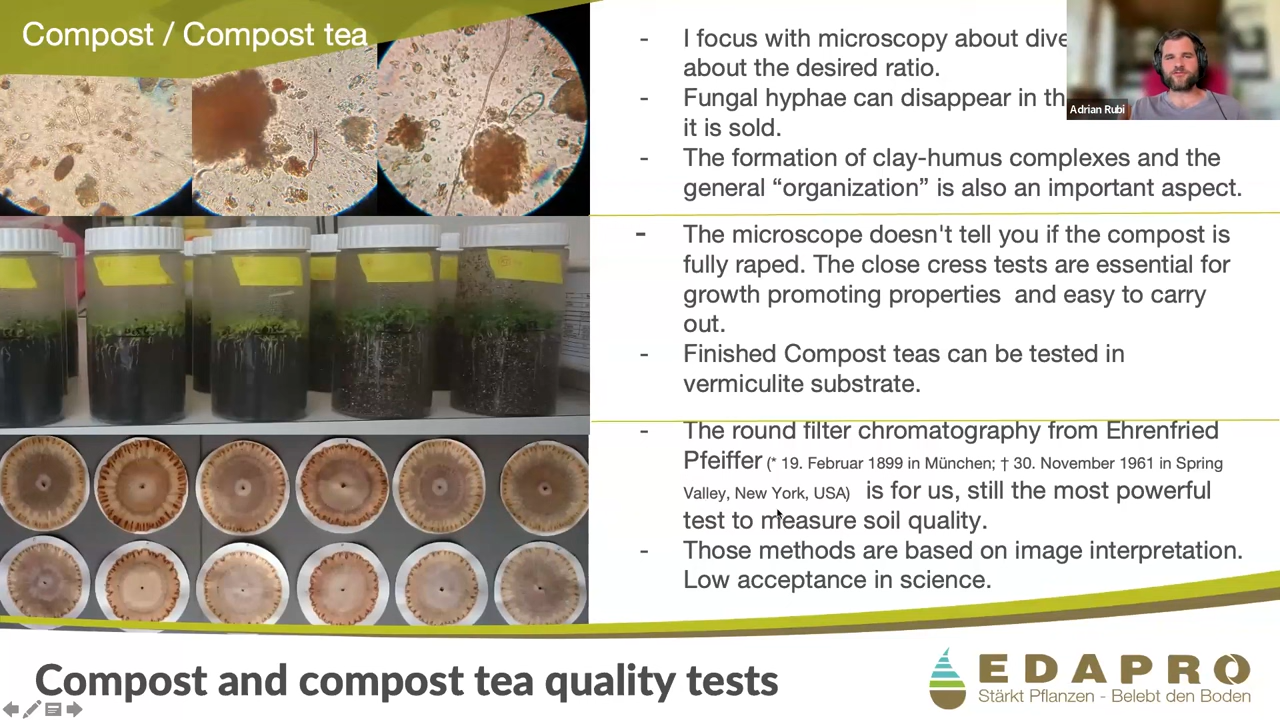 Compost / Compost tea
- I focus with microscopy about
about the desired ratio.
- Fungal hyphae can disappear in
it is sold.
- The formation of clay-humus complexes and the
general “organization” is also an important aspect.
Adrian Rubi
- The microscope doesn't tell you if the compost is
fully raped. The close cress tests are essential for
growth promoting properties and easy to carry
out.
- Finished Compost teas can be tested in
vermiculite substrate.
- The round filter chromatography from Ehrenfried
Pfeiffer (* 19. Februar 1899 in München; † 30. November 1961 in Spring
Valley, New York, USA) is for us, still the most powerful
test to measure soil quality.
- Those methods are based on image interpretation.
Low acceptance in science.
Compost and compost tea quality tests
EDAPRO
Stärkt Pflanzen - Belebt den Boden